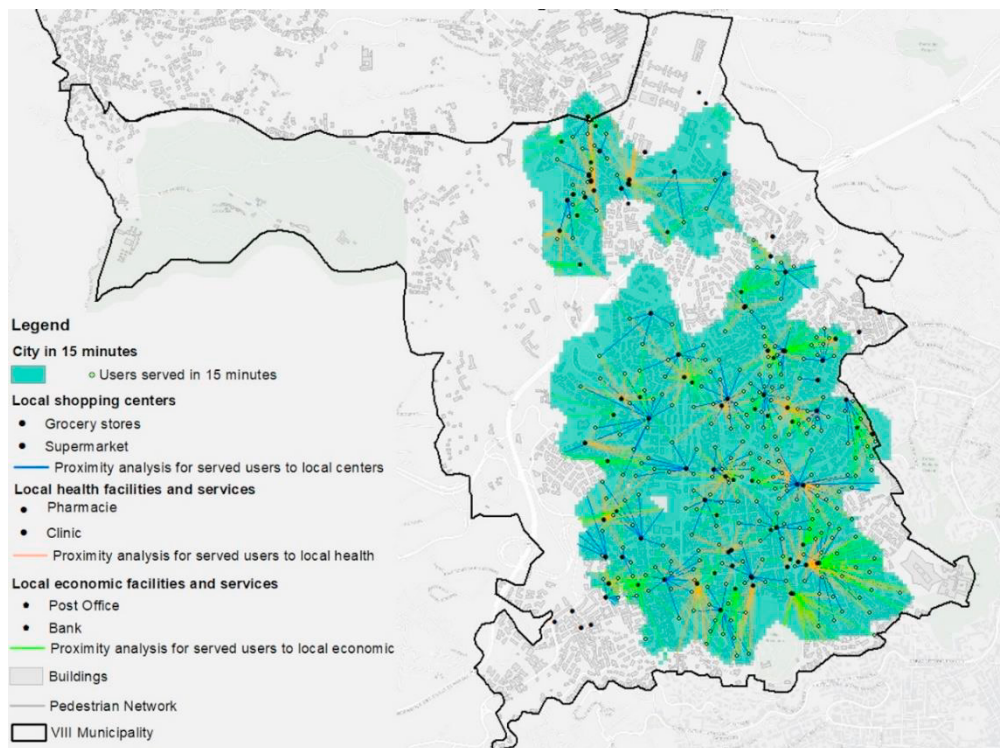 Legend
City in 15 minutes
Users served in 15 minutes
Local shopping centers
Grocery stores
Supermarket
Proximity analysis for served users to local centers
Local health facilities and services
Pharmacie
Clinic
Proximity analysis for served users to local health
Local economic facilities and services
Post Office
Bank
Proximity analysis for served users to local economic
Buildings
Pedestrian Network
VIII Municipality